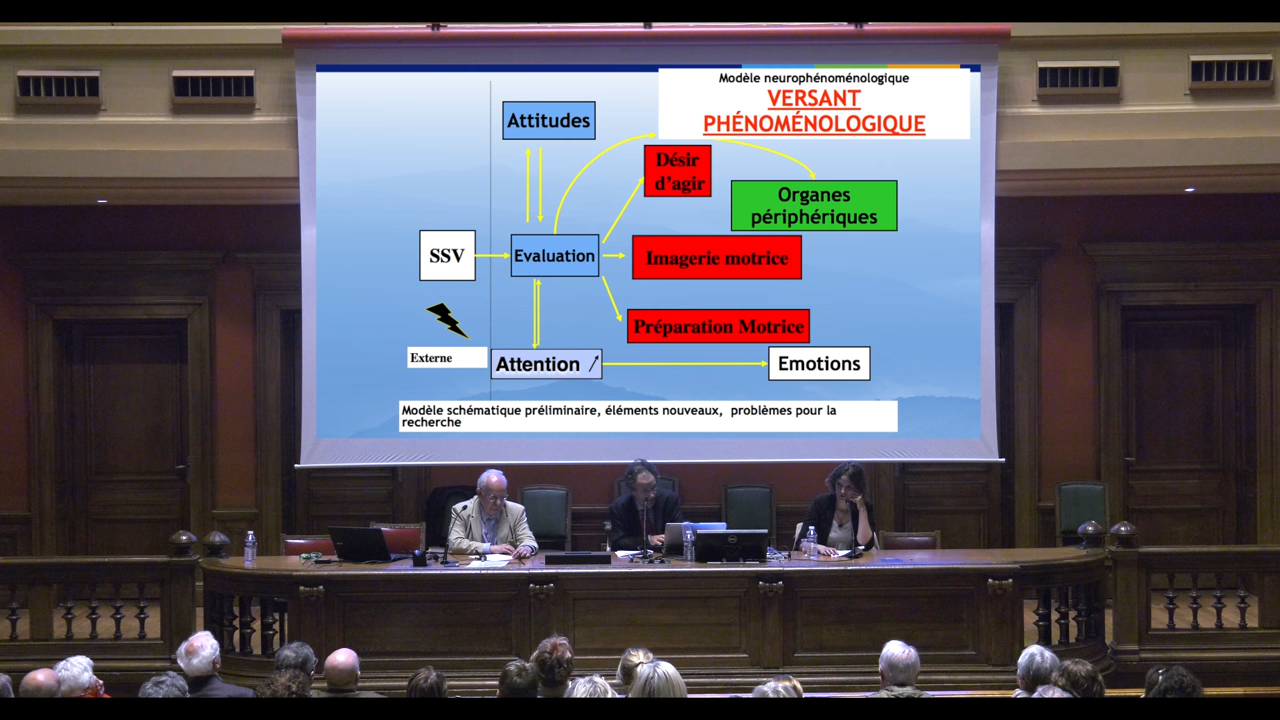 Modèle neurophénoménologique
VERSANT
PHÉNOMÉNOLOGIQUE
Attitudes
Désir
d'agir
Organes
périphériques
SSV
Evaluation
Imagerie motrice
Préparation Motrice
Externe
Attention
Emotions
Modèle schématique préliminaire, éléments nouveaux, problèmes pour la
recherche